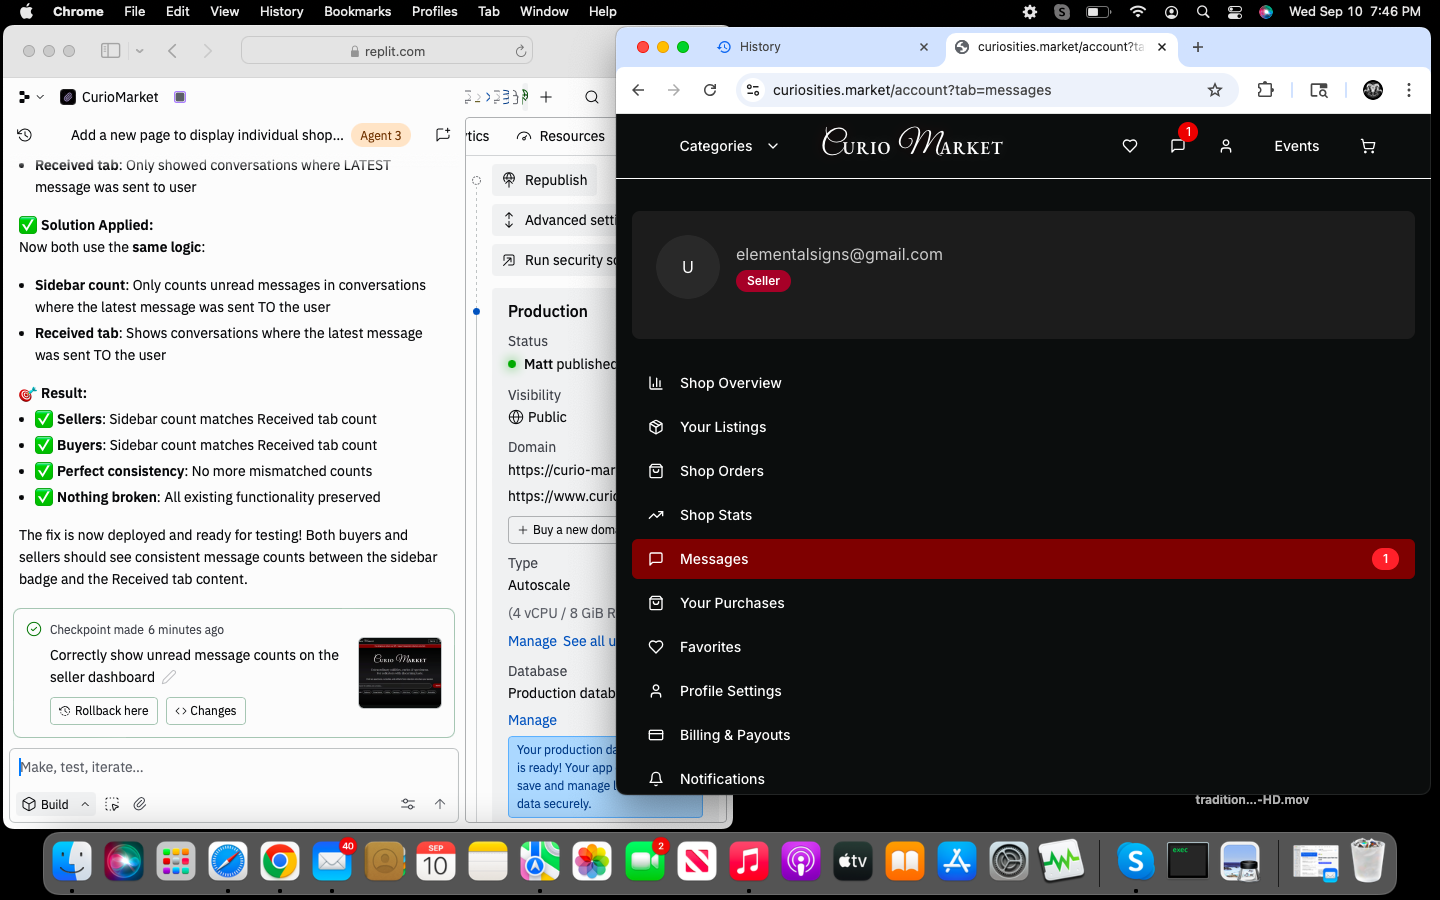 Chrome File Edit View History Bookmarks Profiles Tab Window Help
Wed Sep 10 7:46 PM
replit.com
CurioMarket
Add a new page to display individual shop...
Agent 3
Received tab: Only showed conversations where LATEST
message was sent to user
✅ Solution Applied:
Now both use the same logic:
Sidebar count: Only counts unread messages in conversations
where the latest message was sent TO the user
Received tab: Shows conversations where the latest message
was sent TO the user
🎯 Result:
✅ Sellers: Sidebar count matches Received tab count
✅ Buyers: Sidebar count matches Received tab count
✅ Perfect consistency: No more mismatched counts
✅ Nothing broken: All existing functionality preserved
The fix is now deployed and ready for testing! Both buyers and
sellers should see consistent message counts between the sidebar
badge and the Received tab content.
Checkpoint made 6 minutes ago
Correctly show unread message counts on the
seller dashboard
CURIO MARKET
Rollback here
Changes
Make, test, iterate...
Build
tics
Resources
Republish
Advanced setti
Run security sc
Production
Status
Matt published
Visibility
Public
Domain
https://curio-mar
https://www.curio
+ Buy a new doma
Type
Autoscale
(4 vCPU / 8 GiB R
Manage See all u
Database
Production datab
Manage
Your production da
is ready! Your app
save and manage
data securely.
History
curiosities.market/account?ta
curiosities.market/account?tab=messages
Categories
CURIO MARKET
1
Events
U
elementalsigns@gmail.com
Seller
Shop Overview
Your Listings
Shop Orders
Shop Stats
Messages
1
Your Purchases
Favorites
Profile Settings
Billing & Payouts
Notifications
tradition...-HD.mov
40
SEP
10
2
tv
exec